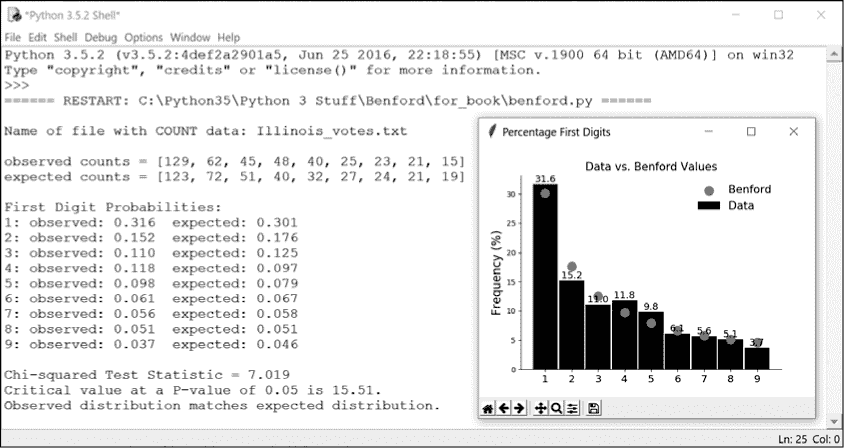 *Python 3.5.2 Shell*
File Edit Shell Debug Options Window Help
Python 3.5.2 (v3.5.2:4def2a2901a5, Jun 25 2016, 22:18:55) [MSC v.1900 64 bit (AMD64)] on win32
Type "copyright", "credits" or "license()" for more information.
>>>
====== RESTART: C:\Python35\Python 3 Stuff\Benford\for_book\benford.py ======
Name of file with COUNT data: Illinois_votes.txt
observed counts = [129, 62, 45, 48, 40, 25, 23, 21, 15]
expected counts = [123, 72, 51, 40, 32, 27, 24, 21, 19]
First Digit Probabilities:
1: observed: 0.316 expected: 0.301
2: observed: 0.152 expected: 0.176
3: observed: 0.110 expected: 0.125
4: observed: 0.118 expected: 0.097
5: observed: 0.098 expected: 0.079
6: observed: 0.061 expected: 0.067
7: observed: 0.056 expected: 0.058
8: observed: 0.051 expected: 0.051
9: observed: 0.037 expected: 0.046
Chi-squared Test Statistic = 7.019
Critical value at a P-value of 0.05 is 15.51.
Observed distribution matches expected distribution.
Percentage First Digits
Data vs. Benford Values
Benford
Data
Frequency (%)
30
25
20
15
10
5
0
31.6
15.2
11.0
11.8
9.8
6.1
5.6
5.1
3.7
1 2 3 4 5 6 7 8 9
Ln: 25 Col: 0